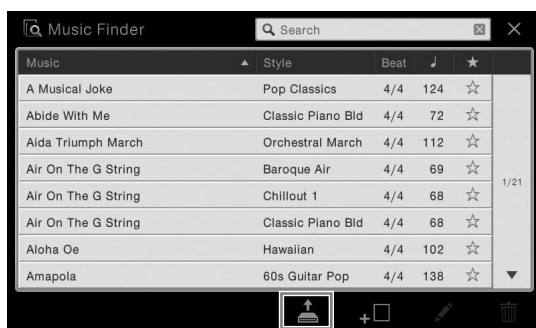 Music Finder Search
Music Style Beat
A Musical Joke Pop Classics 4/4 124
Abide With Me Classic Piano Bld 4/4 72
Aida Triumph March Orchestral March 4/4 112
Air On The G String Baroque Air 4/4 69
Air On The G String Chillout 1 4/4 68
Air On The G String Classic Piano Bld 4/4 68
Aloha Oe Hawaiian 4/4 102
Amapola 60s Guitar Pop 4/4 138
1/21